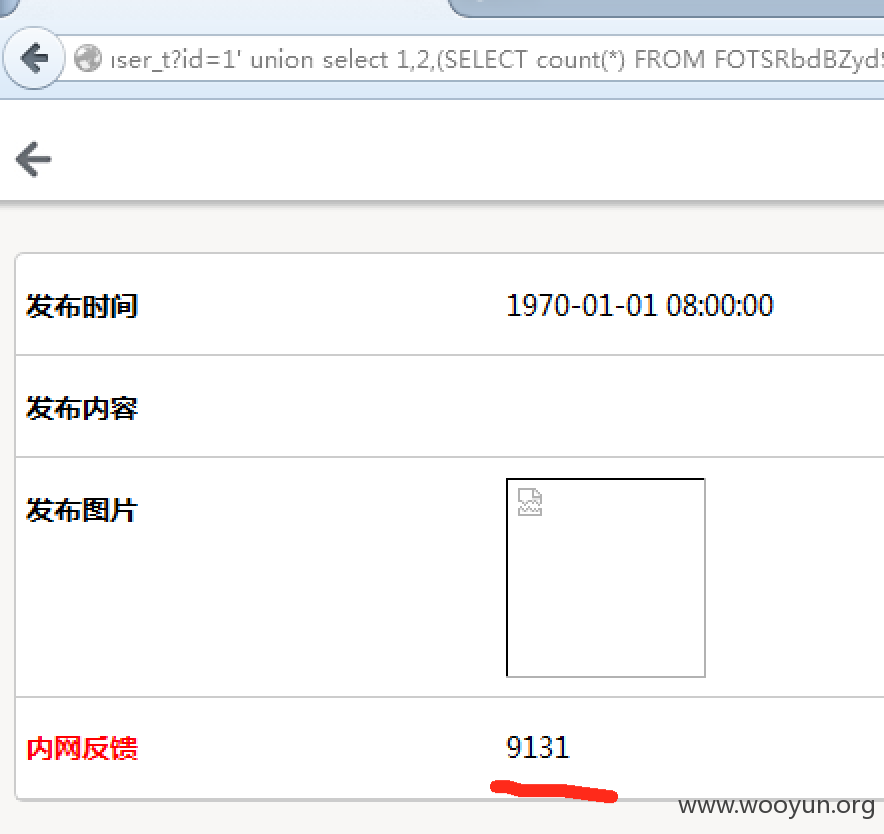 ser_t?id=1' union select 1,2,(SELECT count(*) FROM FOTSRbdBZyd
发布时间 1970-01-01 08:00:00
发布内容
发布图片
内网反馈 9131
www.wooyun.org